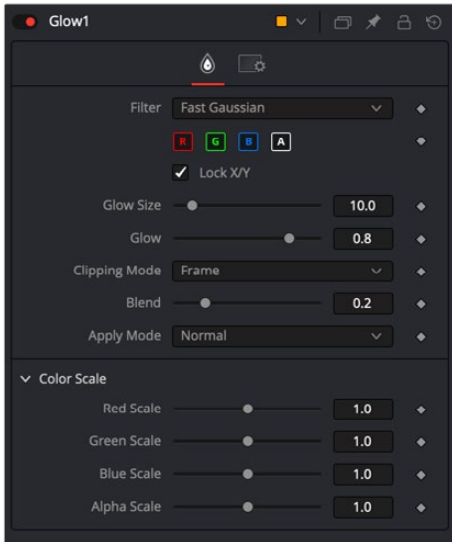 Glow1
Filter Fast Gaussian
R G B A
Lock X/Y
Glow Size 10.0
Glow 0.8
Clipping Mode Frame
Blend 0.2
Apply Mode Normal
Color Scale
Red Scale 1.0
Green Scale 1.0
Blue Scale 1.0
Alpha Scale 1.0